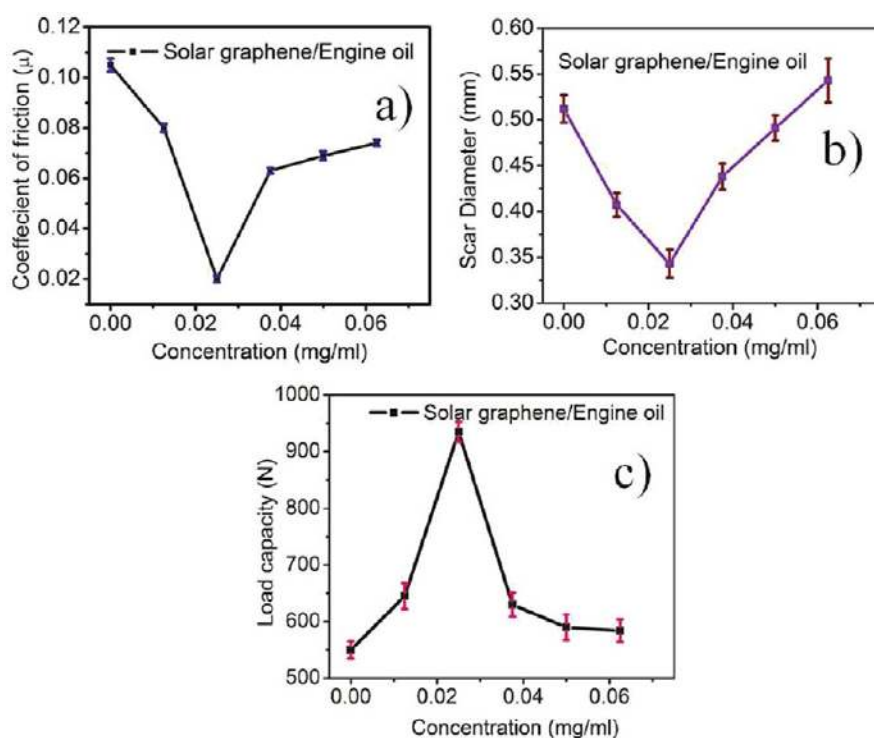 0.12
0.10
0.08
0.06
0.04
0.02
Coeffecient of friction (μ)
Solar graphene/Engine oil
a)
0.00 0.02 0.04 0.06
Concentration (mg/ml)
0.60
0.55
0.50
0.45
0.40
0.35
0.30
Scar Diameter (mm)
Solar graphene/Engine oil
b)
0.00 0.02 0.04 0.06
Concentration (mg/ml)
1000
900
800
700
600
500
Load capacity (N)
Solar graphene/Engine oil
c)
0.00 0.02 0.04 0.06
Concentration (mg/ml)